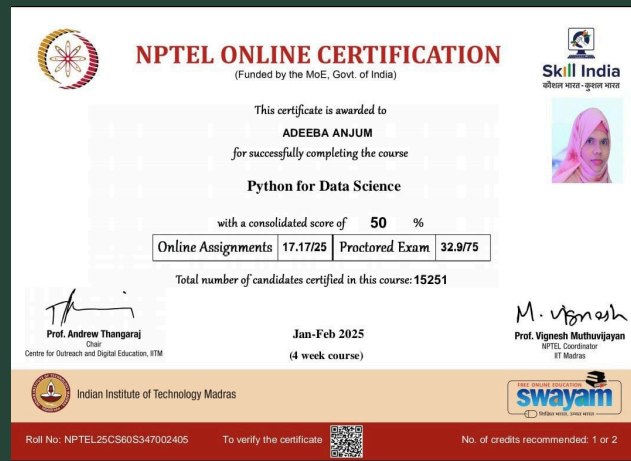 NPTEL ONLINE CERTIFICATION
(Funded by the MoE, Govt. of India)
Skill India
कौशल भारत - कुशल भारत
This certificate is awarded to
ADEEBA ANJUM
for successfully completing the course
Python for Data Science
with a consolidated score of 50 %
Online Assignments 17.17/25 Proctored Exam 32.9/75
Total number of candidates certified in this course: 15251
M. Vignesh
Prof. Andrew Thangaraj
Chair
Centre for Outreach and Digital Education, IITM
Jan-Feb 2025
(4 week course)
Prof. Vignesh Muthuvijayan
NPTEL Coordinator
IIT Madras
Indian Institute of Technology Madras
FREE ONLINE EDUCATION
swayam
शिक्षित भारत, उन्नत भारत
Roll No: NPTEL25CS60S347002405
To verify the certificate
No. of credits recommended: 1 or 2